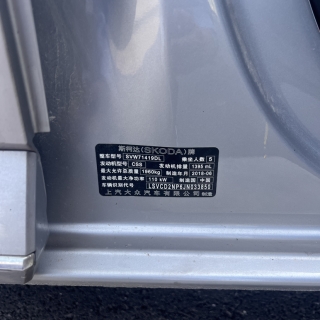 斯柯达(SKODA)牌
整车型号 SVW71419DL 乘坐人数 5
发动机型号 CSS 发动机排量 1395 mL
最大允许总质量 1860kg 制造年月 2018-06
发动机最大净功率 110 kW 制造国 中国
车辆识别代号 LSVCD2NP6JN033850
上汽大众汽车有限公司 制造